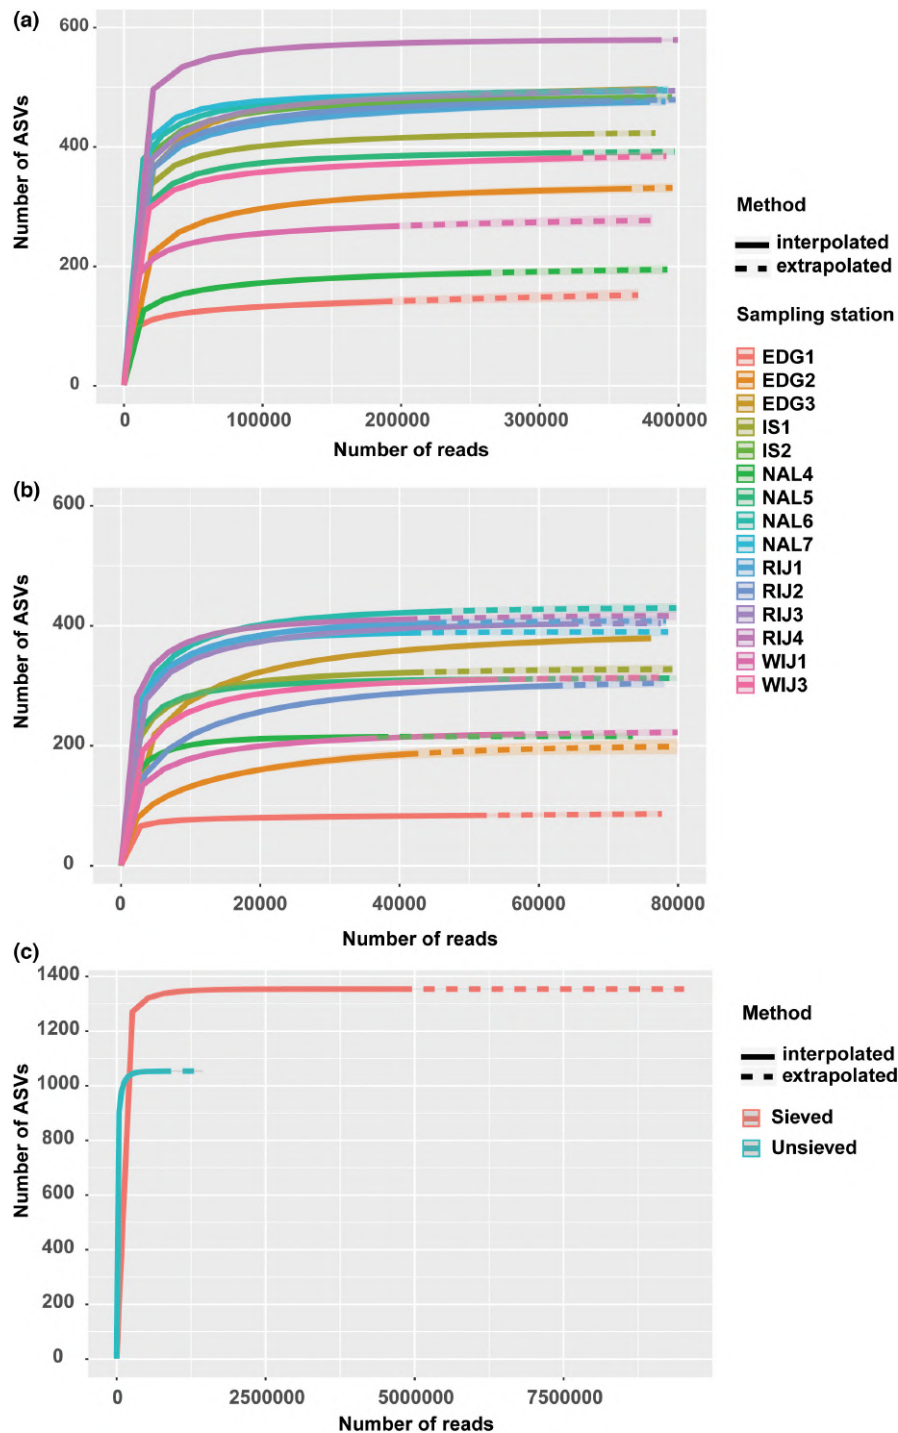 (a)
600
400
200
0
Number of ASVs
0 100000 200000 300000 400000
Number of reads
Method
interpolated
extrapolated
Sampling station
EDG1
EDG2
EDG3
IS1
IS2
NAL4
NAL5
NAL6
NAL7
RIJ1
RIJ2
RIJ3
RIJ4
WIJ1
WIJ3
(b)
600
400
200
0
Number of ASVs
0 20000 40000 60000 80000
Number of reads
(c)
1400
1200
1000
800
600
400
200
0
Number of ASVs
0 2500000 5000000 7500000
Number of reads
Method
interpolated
extrapolated
Sieved
Unsieved